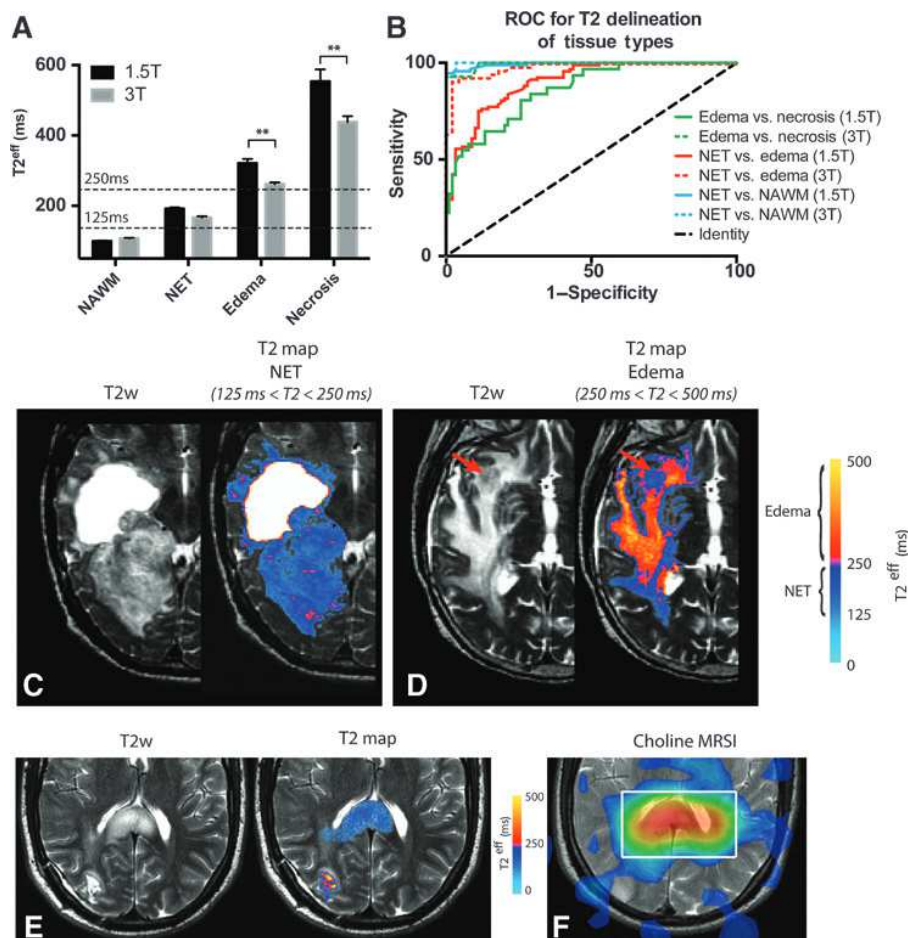 A
600
400
200
T2eff (ms)
1.5T
3T
**
**
250ms
125ms
NAWM
NET
Edema
Necrosis
B
ROC for T2 delineation
of tissue types
100
50
0
Sensitivity
0
50
100
1–Specificity
Edema vs. necrosis (1.5T)
Edema vs. necrosis (3T)
NET vs. edema (1.5T)
NET vs. edema (3T)
NET vs. NAWM (1.5T)
NET vs. NAWM (3T)
Identity
T2w
T2 map
NET
(125 ms < T2 < 250 ms)
C
T2w
T2 map
Edema
(250 ms < T2 < 500 ms)
D
Edema
NET
500
250
125
0
T2 eff (ms)
T2w
T2 map
E
500
250
0
T2 eff (ms)
Choline MRSI
F